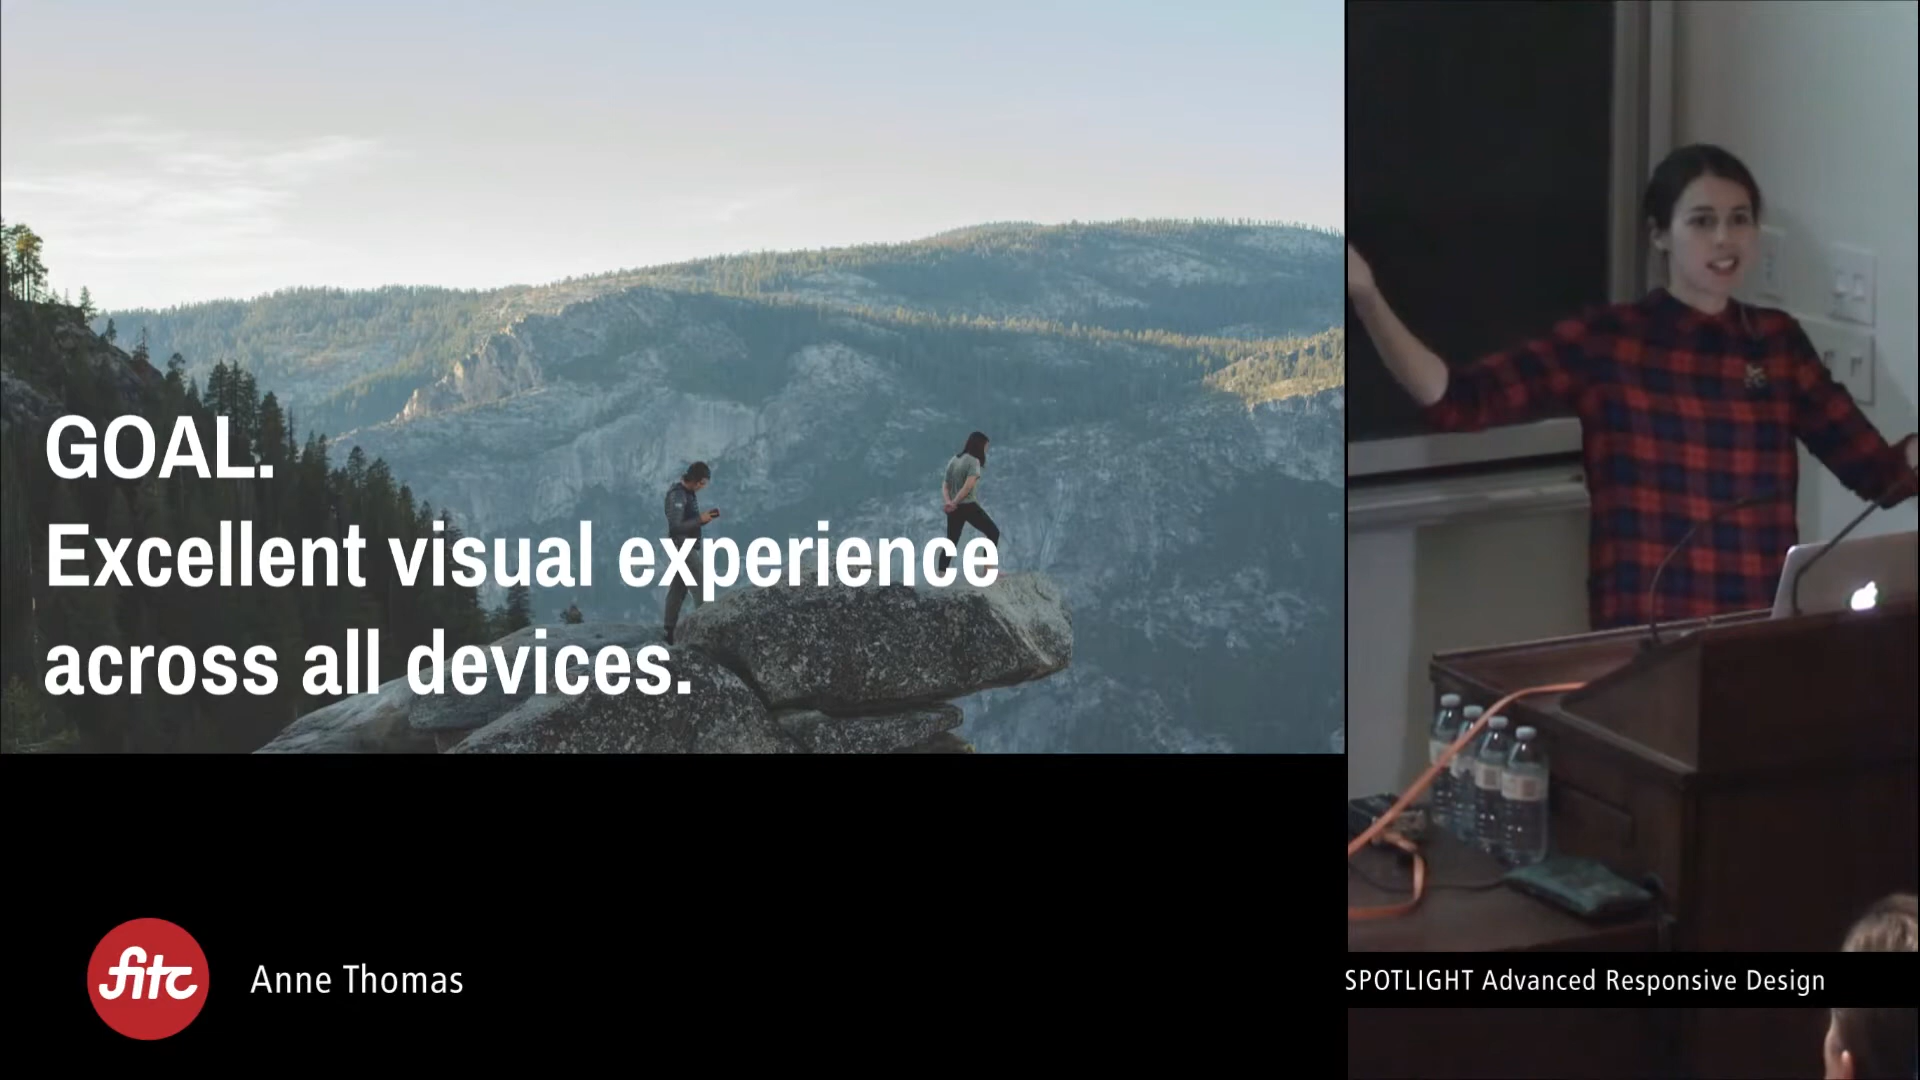 GOAL.
Excellent visual experience
across all devices.
fitc
Anne Thomas
SPOTLIGHT Advanced Responsive Design